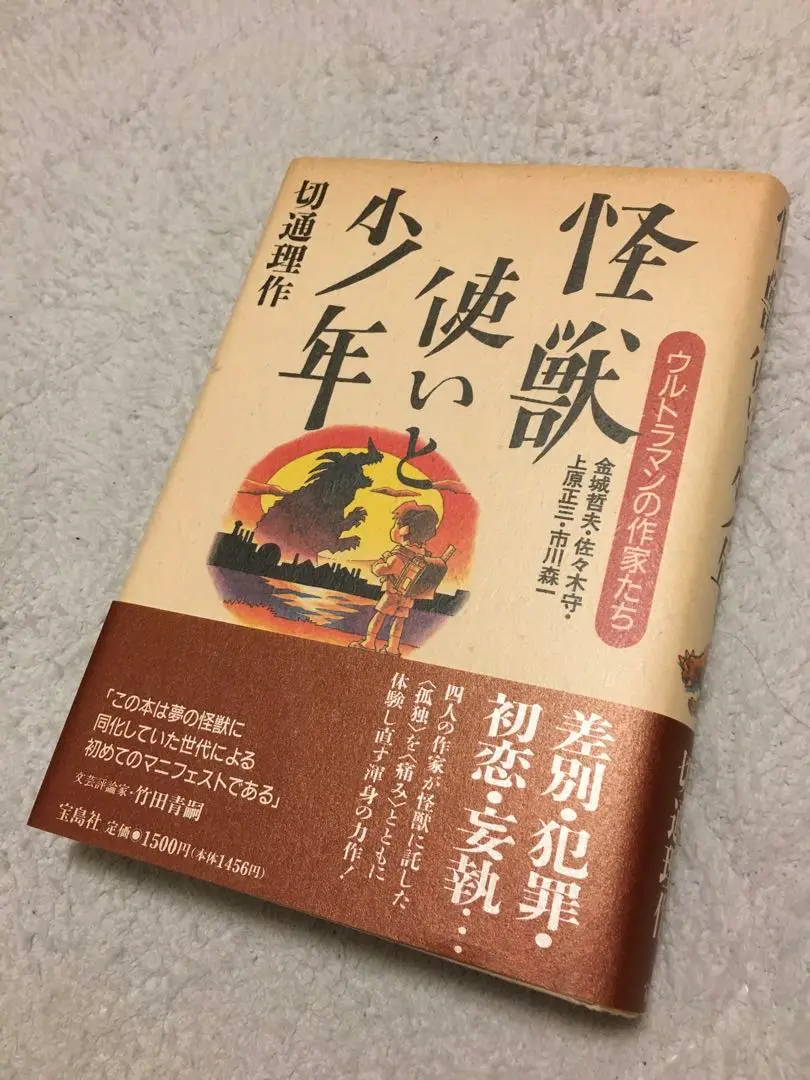 怪獣
使いと
少年
切通理作
ウルトラマンの作家たち
金城哲夫・佐々木守・
上原正三・市川森一
差別・犯罪・
初恋・妄執…
四人の作家が怪獣に託した
〈孤独〉を〈痛み〉とともに
体験し直す渾身の力作！
「この本は夢の怪獣に
同化していた世代による
初めてのマニフェストである」
文芸評論家・竹田青嗣
宝島社 定価●1500円(本体1456円)
切通理作